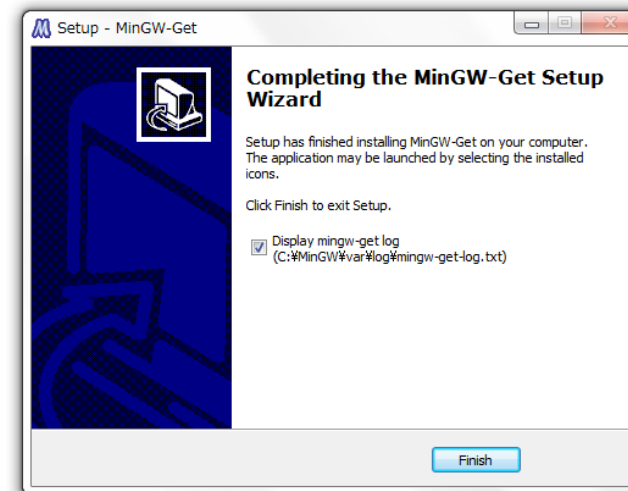 Setup - MinGW-Get
Completing the MinGW-Get Setup
Wizard
Setup has finished installing MinGW-Get on your computer.
The application may be launched by selecting the installed
icons.
Click Finish to exit Setup.
Display mingw-get log
(C:¥MinGW¥var¥log¥mingw-get-log.txt)
Finish